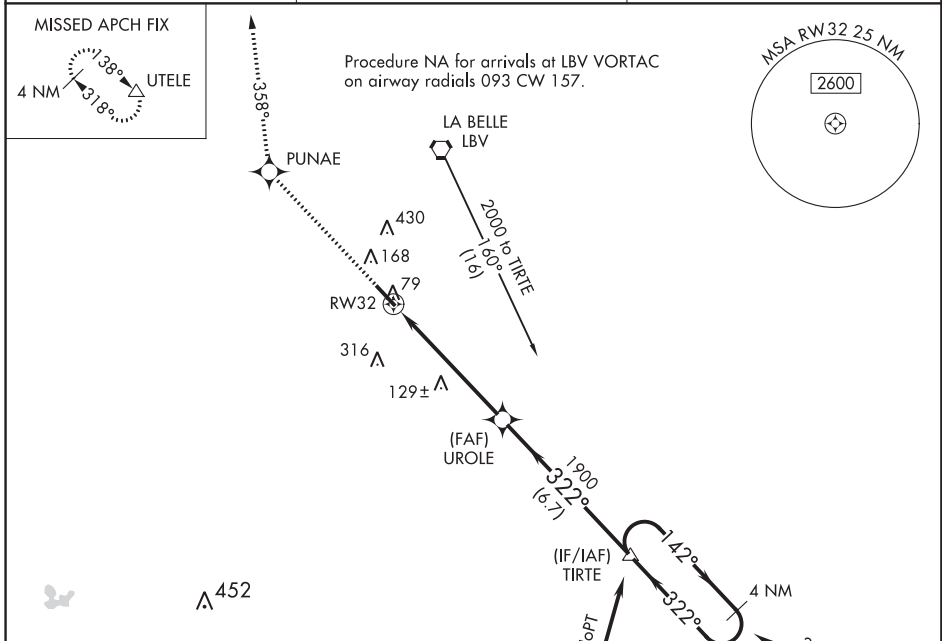 MISSED APCH FIX
138°
UTELE
4 NM
318°
358°
Procedure NA for arrivals at LBV VORTAC
on airway radials 093 CW 157.
MSA RW32 25 NM
2600
LA BELLE
LBV
PUNAE
2000 to TIRTE
160°
(16)
430
168
79
RW32
316
129±
(FAF)
UROLE
1900
322°
(6.7)
(IF/IAF)
TIRTE
142°
4 NM
322°
452